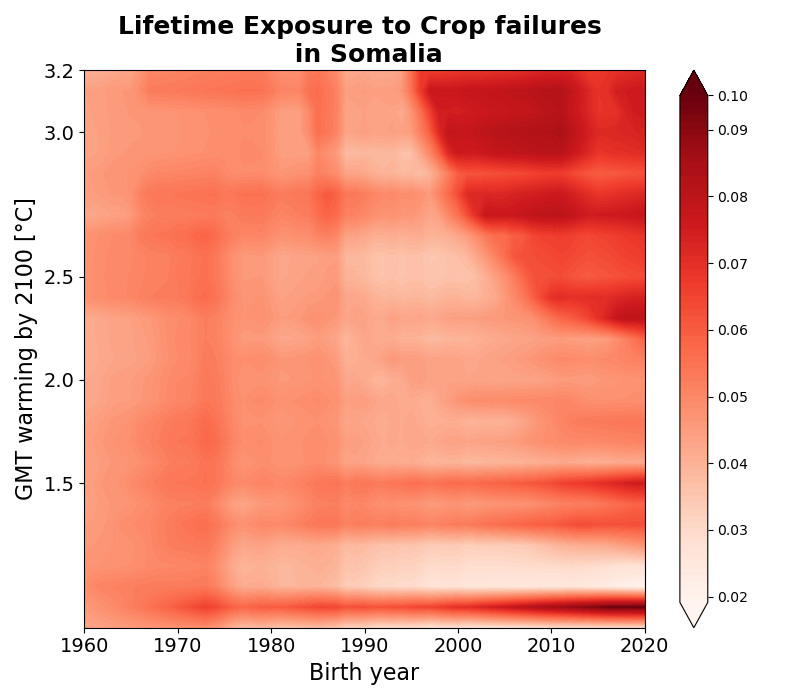 Lifetime Exposure to Crop failures
in Somalia
3.2
3.0
2.5
2.0
1.5
GMT warming by 2100 [°C]
1960 1970 1980 1990 2000 2010 2020
Birth year
0.10
0.09
0.08
0.07
0.06
0.05
0.04
0.03
0.02